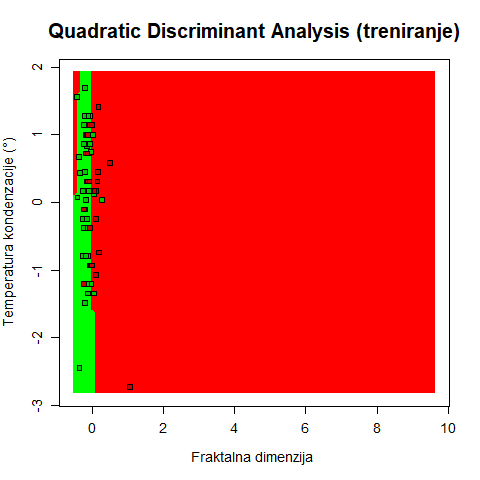 Quadratic Discriminant Analysis (treniranje)
Temperatura kondenzacije (°)
2
1
0
-1
-2
-3
0 2 4 6 8 10
Fraktalna dimenzija